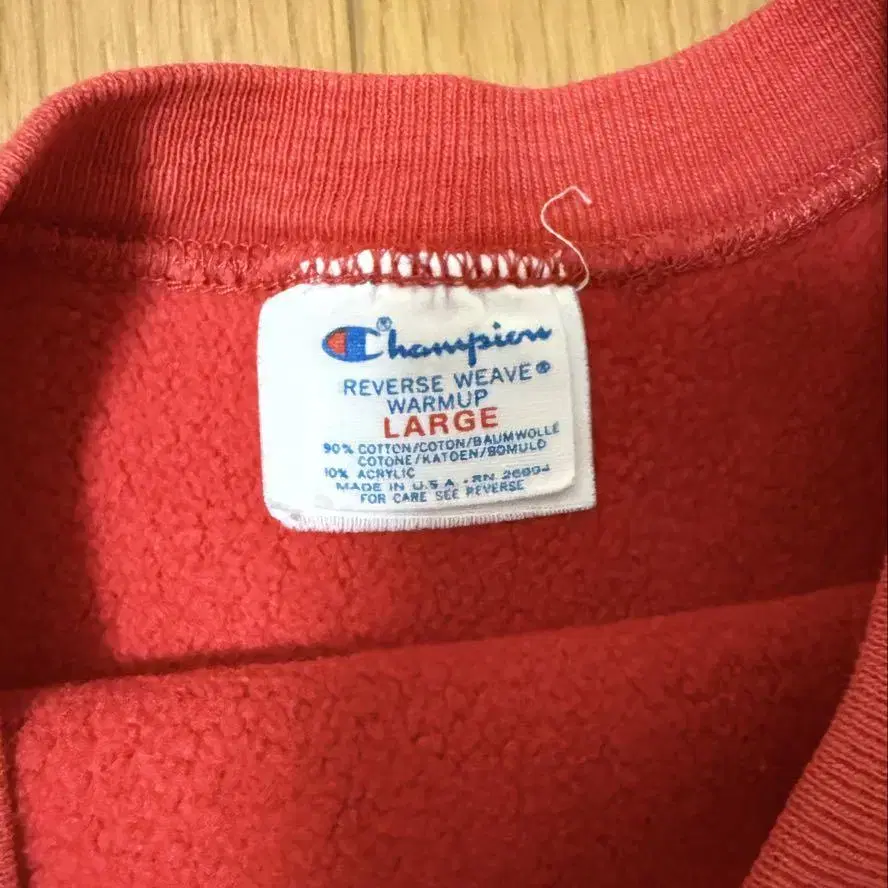 Champion®
REVERSE WEAVE®
WARMUP
LARGE
90% COTTON/COTON/BAUMWOLLE
COTONE/KATOEN/BOMULD
10% ACRYLIC
MADE IN U.S.A. - RN 26094
FOR CARE SEE REVERSE